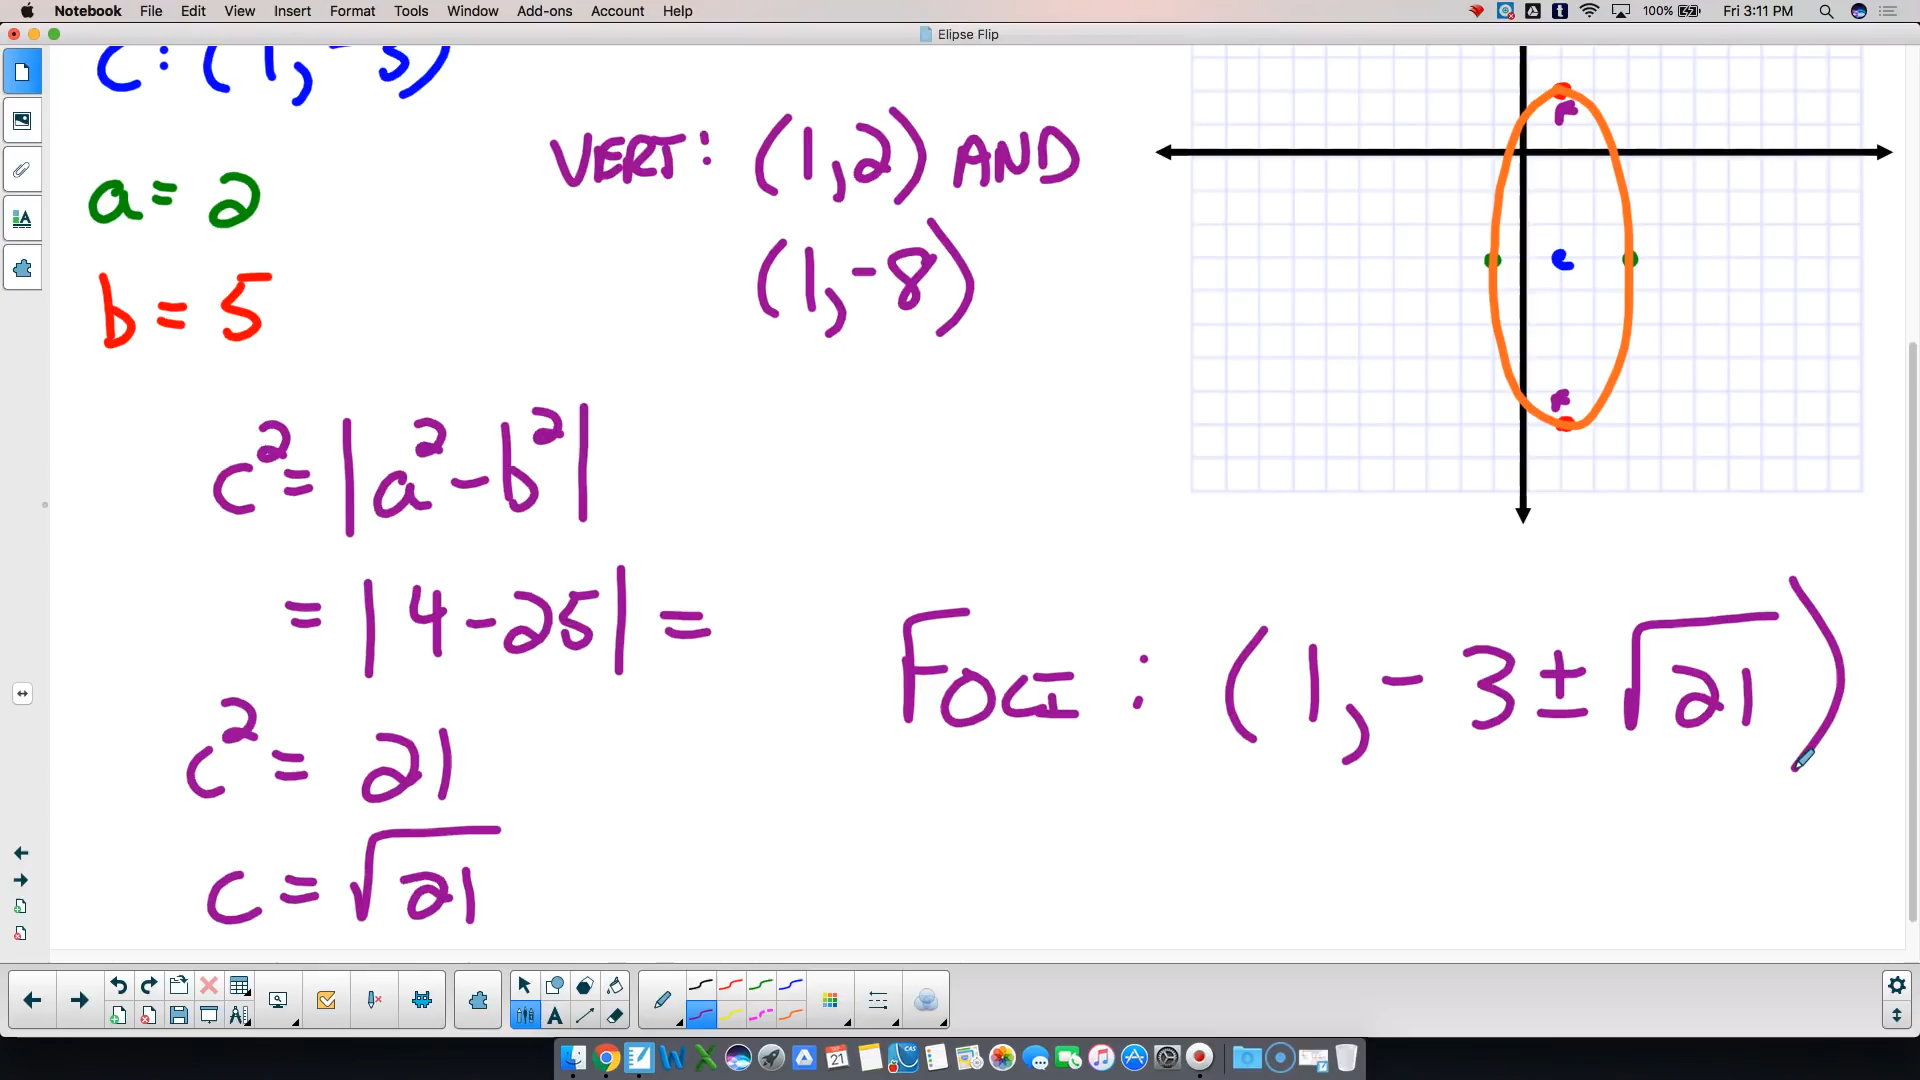 Notebook File Edit View Insert Format Tools Window Add-ons Account Help 100% Fri 3:11 PM
Elipse Flip
C: (1, -3)
VERT: (1,2) AND
(1,-8)
a = 2
b = 5
c² = |a² - b²|
= |4 - 25| =
c² = 21
c = √21
FOCI : (1, -3 ± √21)
F
C
F